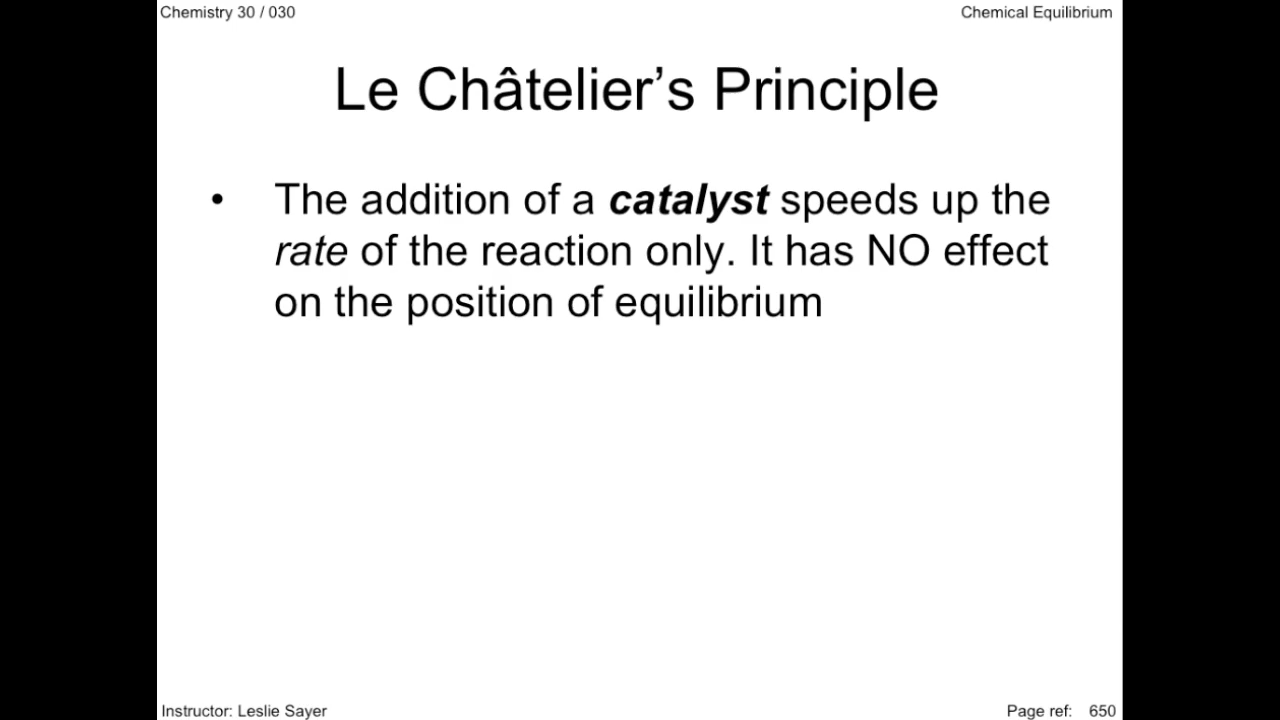 Chemistry 30 / 030
Chemical Equilibrium
Le Châtelier’s Principle
• The addition of a catalyst speeds up the
rate of the reaction only. It has NO effect
on the position of equilibrium
Instructor: Leslie Sayer
Page ref: 650